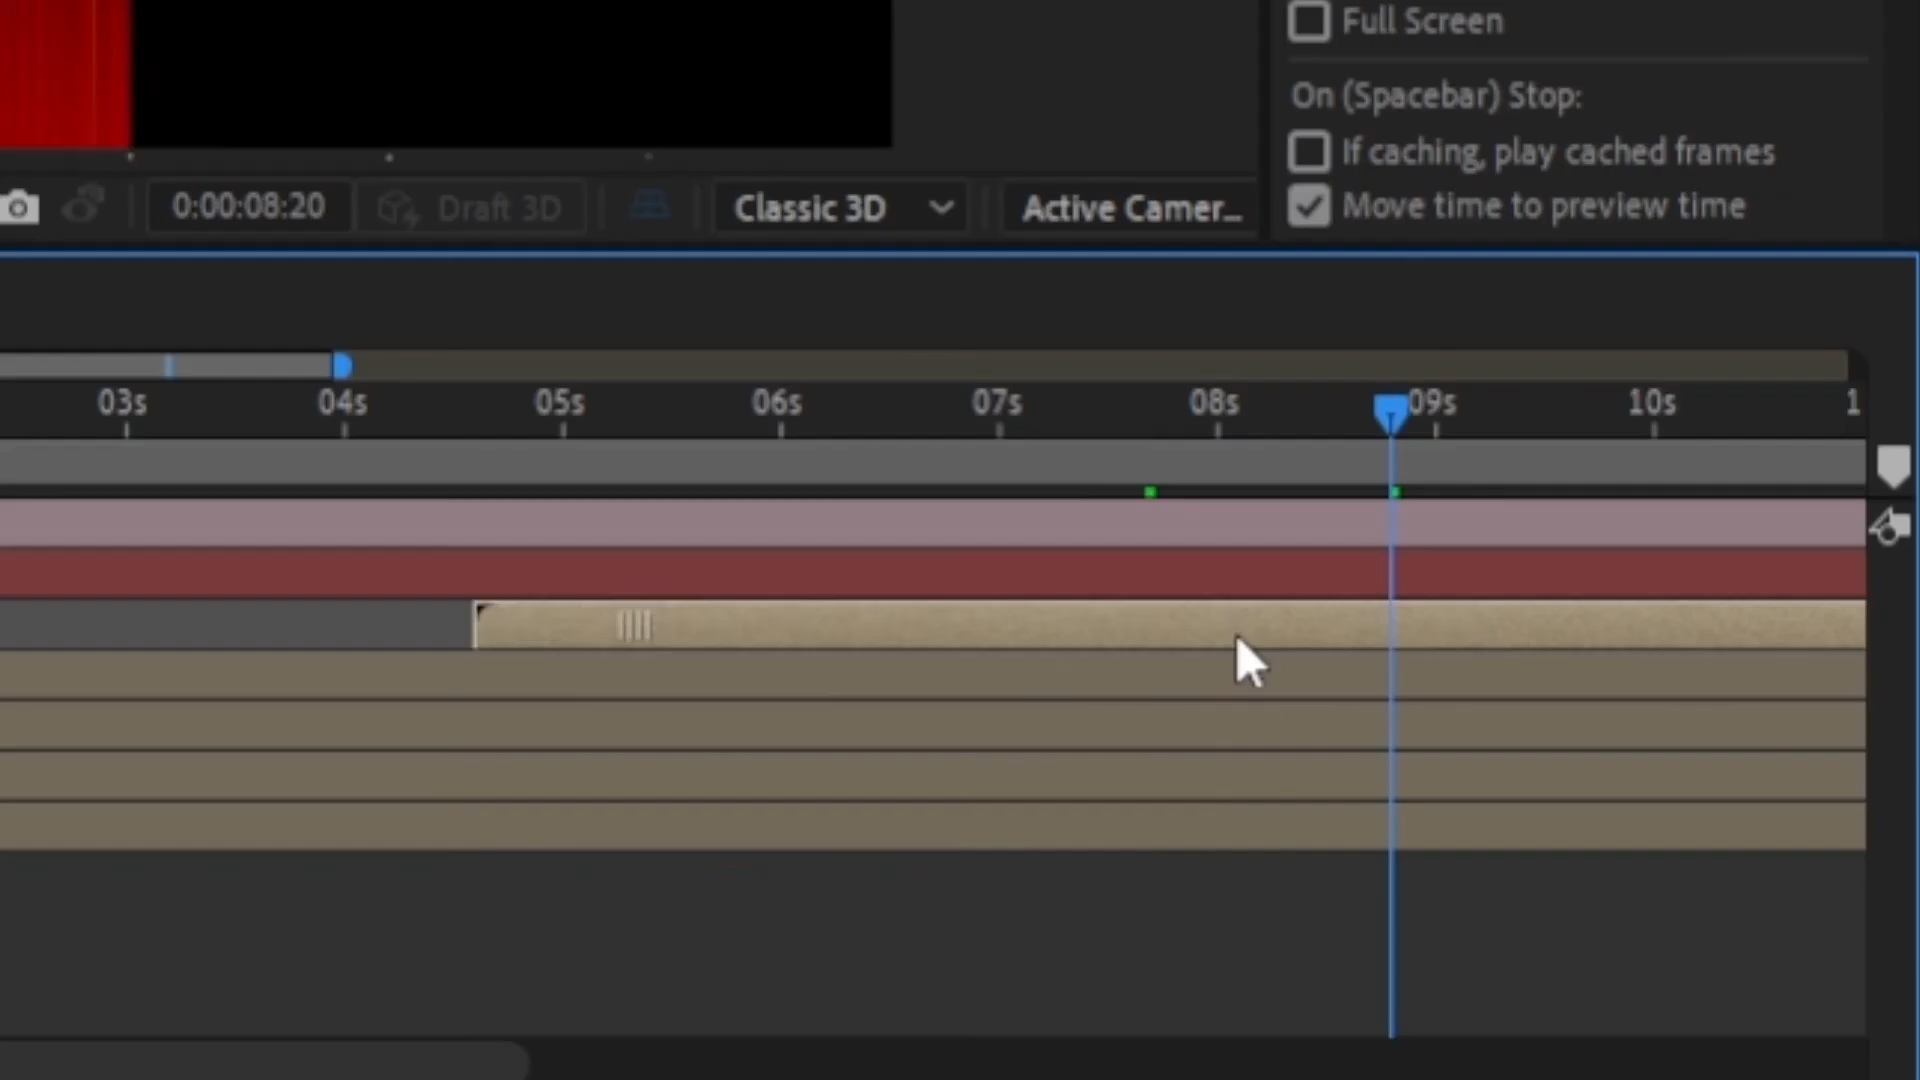 Full Screen
On (Spacebar) Stop:
If caching, play cached frames
Move time to preview time
0:00:08:20
Draft 3D
Classic 3D
Active Camer...
03s 04s 05s 06s 07s 08s 09s 10s 1